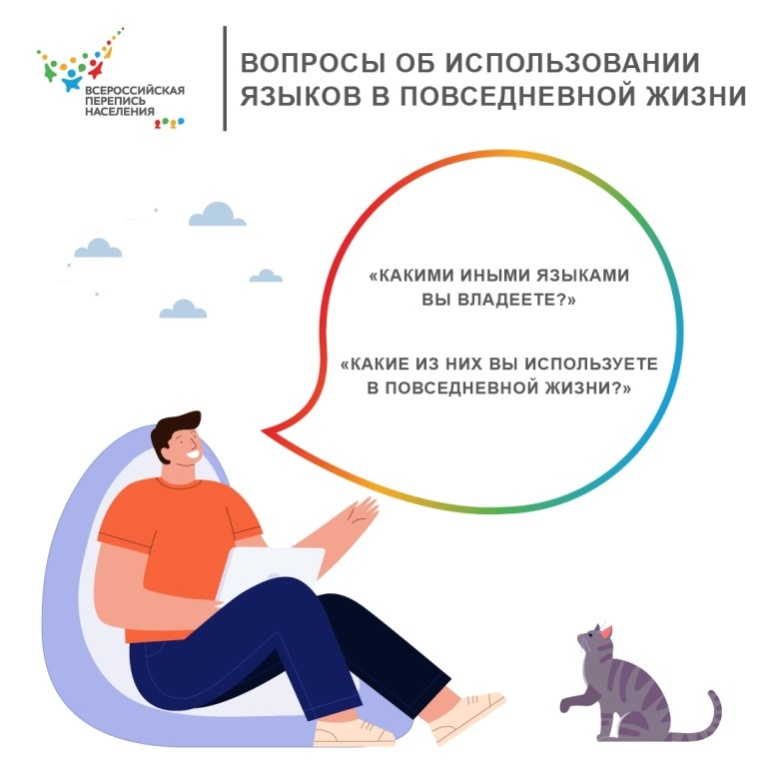 ВСЕРОССИЙСКАЯ
ПЕРЕПИСЬ
НАСЕЛЕНИЯ
2020
ВОПРОСЫ ОБ ИСПОЛЬЗОВАНИИ
ЯЗЫКОВ В ПОВСЕДНЕВНОЙ ЖИЗНИ
«КАКИМИ ИНЫМИ ЯЗЫКАМИ
ВЫ ВЛАДЕЕТЕ?»
«КАКИЕ ИЗ НИХ ВЫ ИСПОЛЬЗУЕТЕ
В ПОВСЕДНЕВНОЙ ЖИЗНИ?»